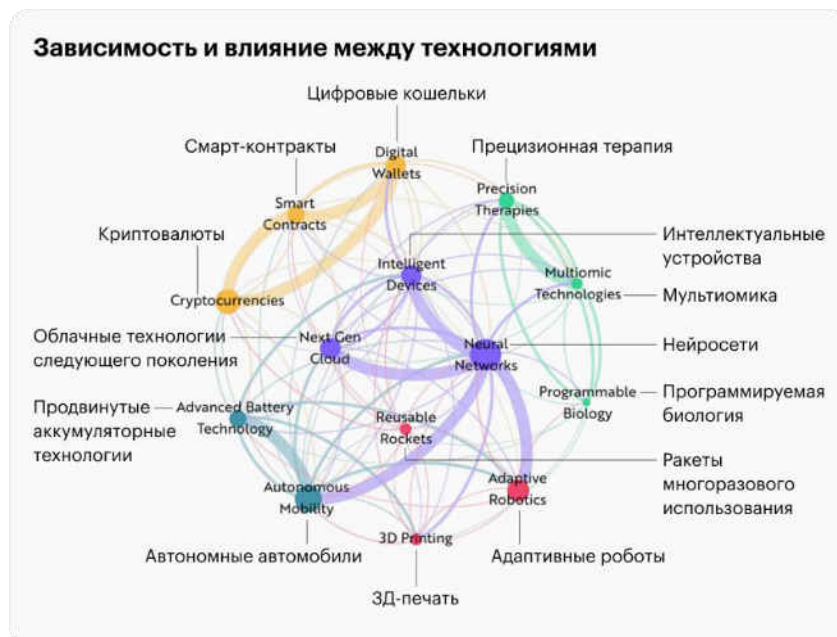 Зависимость и влияние между технологиями
Цифровые кошельки
Смарт-контракты
Digital
Wallets
Прецизионная терапия
Precision
Therapies
Smart
Contracts
Криптовалюты
Интеллектуальные
устройства
Intelligent
Devices
Multiomic
Technologies
Мультиомика
Cryptocurrencies
Облачные технологии
следующего поколения
Next Gen
Cloud
Neural
Networks
Нейросети
Programmable
Biology
Программируемая
биология
Продвинутые
аккумуляторные
технологии
Advanced Battery
Technology
Reusable
Rockets
Ракеты
многоразового
использования
Autonomous
Mobility
Adaptive
Robotics
3D Printing
Автономные автомобили
Адаптивные роботы
3Д-печать